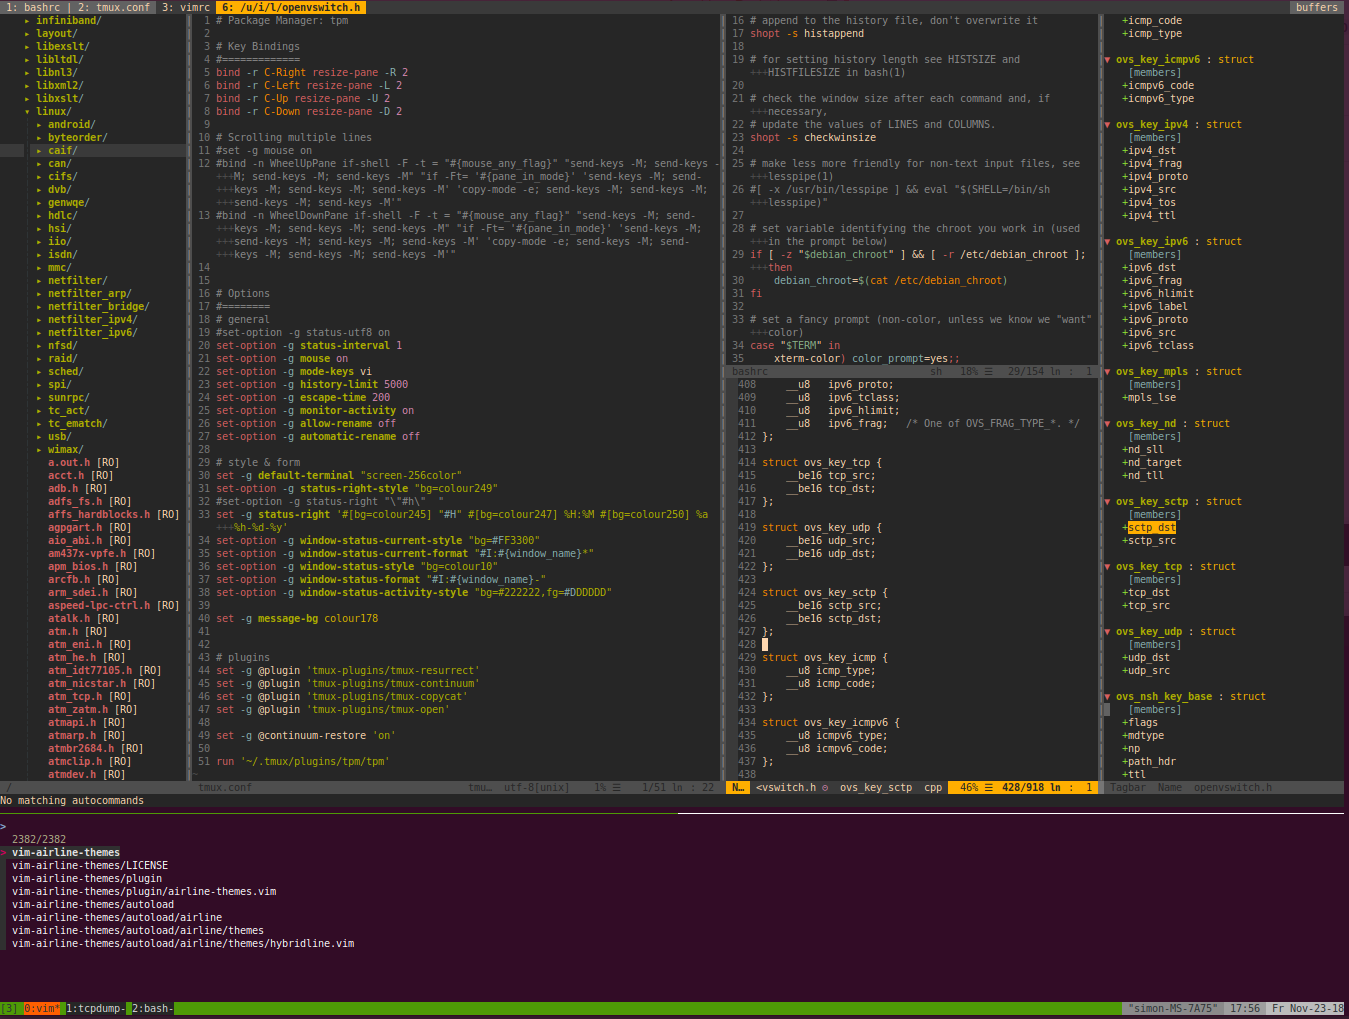 1: bashrc | 2: tmux.conf  3: vimrc  6: /u/i/l/openvswitch.h  buffers
▸ infiniband/
▸ layout/
▸ libexslt/
▸ libltdl/
▸ libnl3/
▸ libxml2/
▸ libxslt/
▾ linux/
▸ android/
▸ byteorder/
▸ caif/
▸ can/
▸ cifs/
▸ dvb/
▸ genwqe/
▸ hdlc/
▸ hsi/
▸ iio/
▸ isdn/
▸ mmc/
▸ netfilter/
▸ netfilter_arp/
▸ netfilter_bridge/
▸ netfilter_ipv4/
▸ netfilter_ipv6/
▸ nfsd/
▸ raid/
▸ sched/
▸ spi/
▸ sunrpc/
▸ tc_act/
▸ tc_ematch/
▸ usb/
▸ wimax/
a.out.h [RO]
acct.h [RO]
adb.h [RO]
adfs_fs.h [RO]
affs_hardblocks.h [RO]
agpgart.h [RO]
aio_abi.h [RO]
am437x-vpfe.h [RO]
apm_bios.h [RO]
arcfb.h [RO]
arm_sdei.h [RO]
aspeed-lpc-ctrl.h [RO]
atalk.h [RO]
atm.h [RO]
atm_eni.h [RO]
atm_he.h [RO]
atm_idt77105.h [RO]
atm_nicstar.h [RO]
atm_tcp.h [RO]
atm_zatm.h [RO]
atmapi.h [RO]
atmarp.h [RO]
atmbr2684.h [RO]
atmclip.h [RO]
atmdev.h [RO]
/
1 # Package Manager: tpm
2
3 # Key Bindings
4 #=============
5 bind -r C-Right resize-pane -R 2
6 bind -r C-Left resize-pane -L 2
7 bind -r C-Up resize-pane -U 2
8 bind -r C-Down resize-pane -D 2
9
10 # Scrolling multiple lines
11 #set -g mouse on
12 #bind -n WheelUpPane if-shell -F -t = "#{mouse_any_flag}" "send-keys -M; send-keys -
+++M; send-keys -M; send-keys -M" "if -Ft= '#{pane_in_mode}' 'send-keys -M; send-
+++keys -M; send-keys -M; send-keys -M' 'copy-mode -e; send-keys -M; send-keys -M;
+++send-keys -M; send-keys -M'"
13 #bind -n WheelDownPane if-shell -F -t = "#{mouse_any_flag}" "send-keys -M; send-
+++keys -M; send-keys -M; send-keys -M" "if -Ft= '#{pane_in_mode}' 'send-keys -M;
+++send-keys -M; send-keys -M; send-keys -M' 'copy-mode -e; send-keys -M; send-
+++keys -M; send-keys -M; send-keys -M'"
14
15
16 # Options
17 #========
18 # general
19 #set-option -g status-utf8 on
20 set-option -g status-interval 1
21 set-option -g mouse on
22 set-option -g mode-keys vi
23 set-option -g history-limit 5000
24 set-option -g escape-time 200
25 set-option -g monitor-activity on
26 set-option -g allow-rename off
27 set-option -g automatic-rename off
28
29 # style & form
30 set -g default-terminal "screen-256color"
31 set-option -g status-right-style "bg=colour249"
32 #set-option -g status-right "\"#h\"  "
33 set -g status-right '#[bg=colour245] "#H" #[bg=colour247] %H:%M #[bg=colour250] %a
+++%h-%d-%y'
34 set-option -g window-status-current-style "bg=#FF3300"
35 set-option -g window-status-current-format "#I:#{window_name}*"
36 set-option -g window-status-style "bg=colour10"
37 set-option -g window-status-format "#I:#{window_name}-"
38 set-option -g window-status-activity-style "bg=#222222,fg=#DDDDDD"
39
40 set -g message-bg colour178
41
42
43 # plugins
44 set -g @plugin 'tmux-plugins/tmux-resurrect'
45 set -g @plugin 'tmux-plugins/tmux-continuum'
46 set -g @plugin 'tmux-plugins/tmux-copycat'
47 set -g @plugin 'tmux-plugins/tmux-open'
48
49 set -g @continuum-restore 'on'
50
51 run '~/.tmux/plugins/tpm/tpm'
~
tmux.conf  tmu…  utf-8[unix]  1% ☰  1/51 ln : 22
16 # append to the history file, don't overwrite it
17 shopt -s histappend
18
19 # for setting history length see HISTSIZE and
+++HISTFILESIZE in bash(1)
20
21 # check the window size after each command and, if
+++necessary,
22 # update the values of LINES and COLUMNS.
23 shopt -s checkwinsize
24
25 # make less more friendly for non-text input files, see
+++lesspipe(1)
26 #[ -x /usr/bin/lesspipe ] && eval "$(SHELL=/bin/sh
+++lesspipe)"
27
28 # set variable identifying the chroot you work in (used
+++in the prompt below)
29 if [ -z "$debian_chroot" ] && [ -r /etc/debian_chroot ];
+++then
30     debian_chroot=$(cat /etc/debian_chroot)
31 fi
32
33 # set a fancy prompt (non-color, unless we know we "want"
+++color)
34 case "$TERM" in
35     xterm-color) color_prompt=yes;;
bashrc  sh  18% ☰  29/154 ln :  1
408     __u8   ipv6_proto;
409     __u8   ipv6_tclass;
410     __u8   ipv6_hlimit;
411     __u8   ipv6_frag;   /* One of OVS_FRAG_TYPE_*. */
412 };
413
414 struct ovs_key_tcp {
415     __be16 tcp_src;
416     __be16 tcp_dst;
417 };
418
419 struct ovs_key_udp {
420     __be16 udp_src;
421     __be16 udp_dst;
422 };
423
424 struct ovs_key_sctp {
425     __be16 sctp_src;
426     __be16 sctp_dst;
427 };
428
429 struct ovs_key_icmp {
430     __u8 icmp_type;
431     __u8 icmp_code;
432 };
433
434 struct ovs_key_icmpv6 {
435     __u8 icmpv6_type;
436     __u8 icmpv6_code;
437 };
438
N…  <vswitch.h ⊝  ovs_key_sctp  cpp  46% ☰  428/918 ln :  1
+icmp_code
+icmp_type
▼ ovs_key_icmpv6 : struct
[members]
+icmpv6_code
+icmpv6_type
▼ ovs_key_ipv4 : struct
[members]
+ipv4_dst
+ipv4_frag
+ipv4_proto
+ipv4_src
+ipv4_tos
+ipv4_ttl
▼ ovs_key_ipv6 : struct
[members]
+ipv6_dst
+ipv6_frag
+ipv6_hlimit
+ipv6_label
+ipv6_proto
+ipv6_src
+ipv6_tclass
▼ ovs_key_mpls : struct
[members]
+mpls_lse
▼ ovs_key_nd : struct
[members]
+nd_sll
+nd_target
+nd_tll
▼ ovs_key_sctp : struct
[members]
+sctp_dst
+sctp_src
▼ ovs_key_tcp : struct
[members]
+tcp_dst
+tcp_src
▼ ovs_key_udp : struct
[members]
+udp_dst
+udp_src
▼ ovs_nsh_key_base : struct
[members]
+flags
+mdtype
+np
+path_hdr
+ttl
Tagbar  Name  openvswitch.h
No matching autocommands
>
2382/2382
> vim-airline-themes
vim-airline-themes/LICENSE
vim-airline-themes/plugin
vim-airline-themes/plugin/airline-themes.vim
vim-airline-themes/autoload
vim-airline-themes/autoload/airline
vim-airline-themes/autoload/airline/themes
vim-airline-themes/autoload/airline/themes/hybridline.vim
[3] 0:vim* 1:tcpdump- 2:bash-  "simon-MS-7A75"  17:56  Fr Nov-23-18